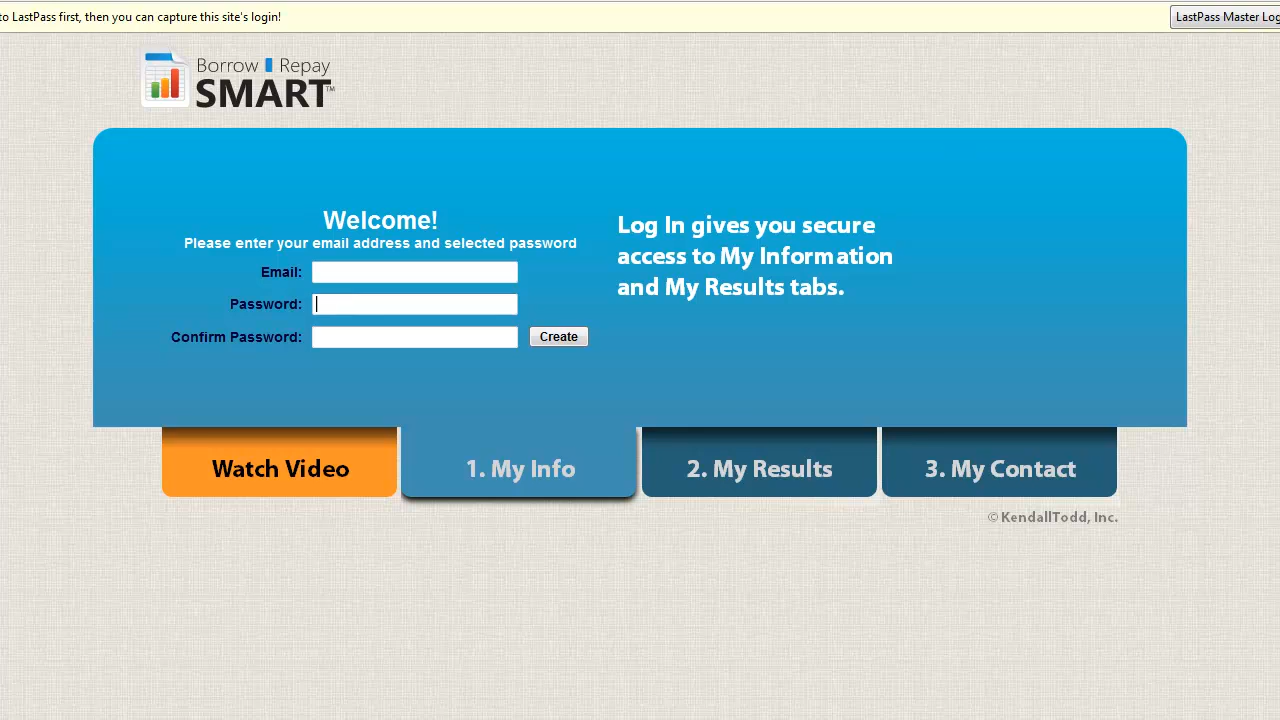 to LastPass first, then you can capture this site's login!
LastPass Master Log
Borrow Repay
SMART™
Welcome!
Please enter your email address and selected password
Email:
Password:
Confirm Password:
Create
Log In gives you secure
access to My Information
and My Results tabs.
Watch Video
1. My Info
2. My Results
3. My Contact
© KendallTodd, Inc.